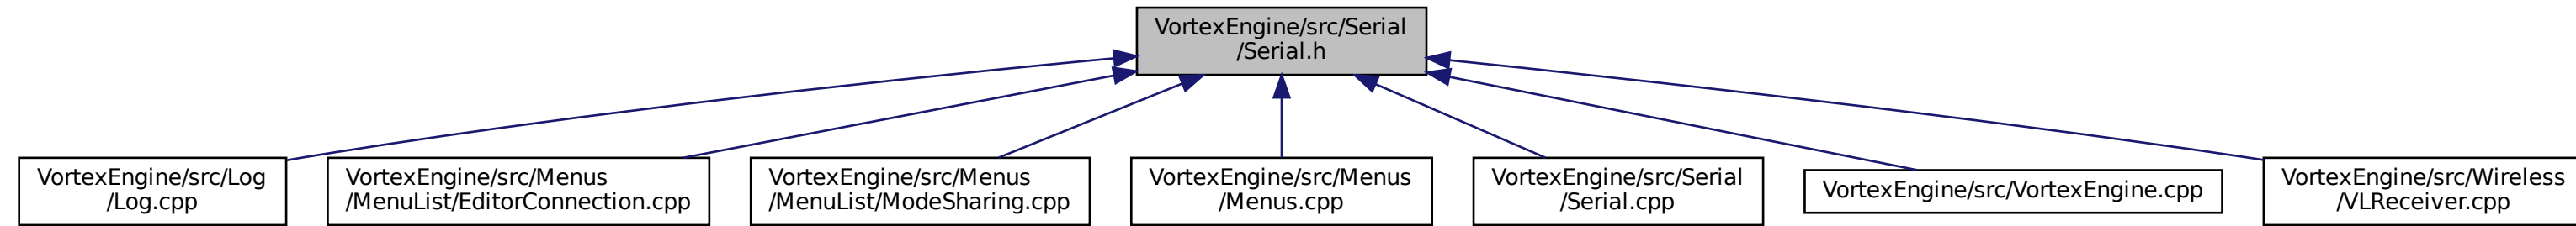 VortexEngine/src/Serial
/Serial.h
VortexEngine/src/Log
/Log.cpp
VortexEngine/src/Menus
/MenuList/EditorConnection.cpp
VortexEngine/src/Menus
/MenuList/ModeSharing.cpp
VortexEngine/src/Menus
/Menus.cpp
VortexEngine/src/Serial
/Serial.cpp
VortexEngine/src/VortexEngine.cpp
VortexEngine/src/Wireless
/VLReceiver.cpp